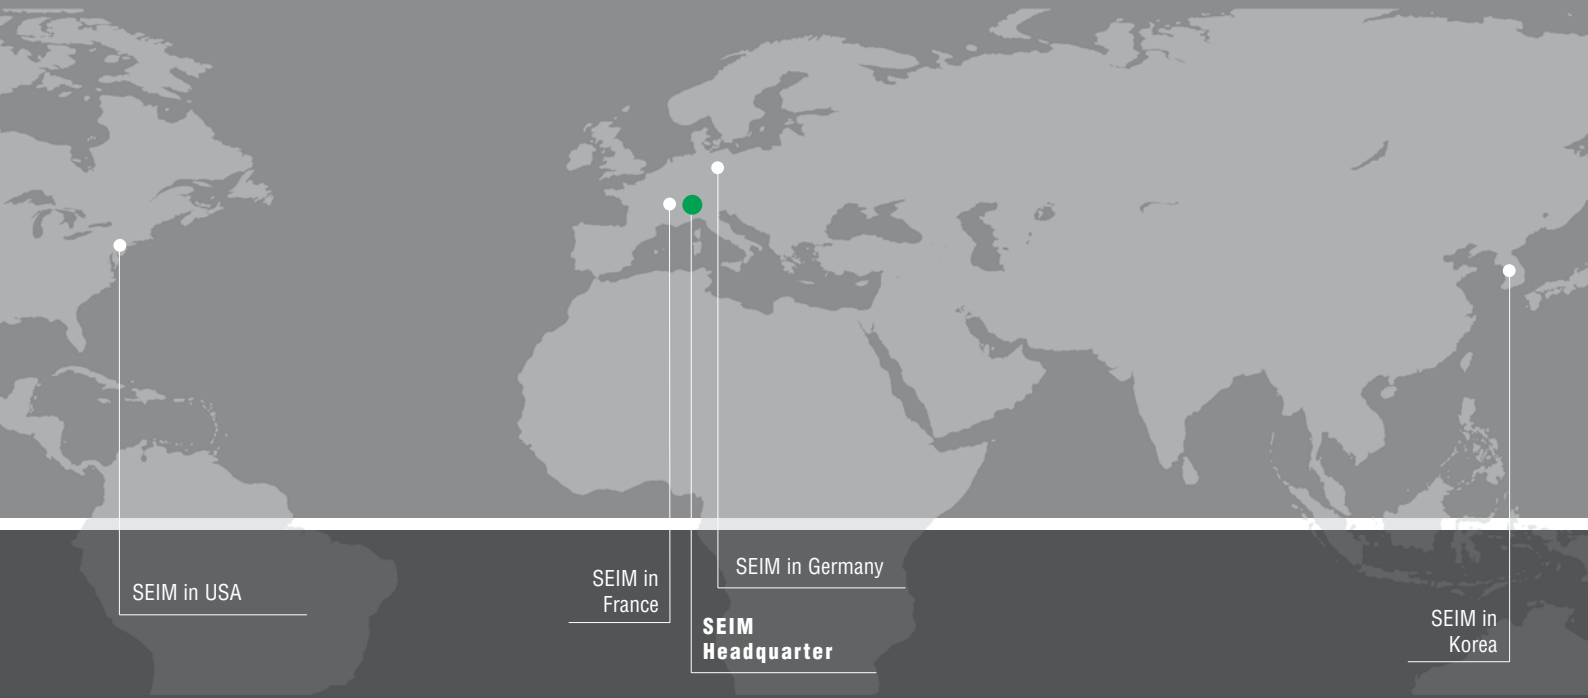 SEIM in USA
SEIM in
France
SEIM in Germany
SEIM
Headquarter
SEIM in
Korea